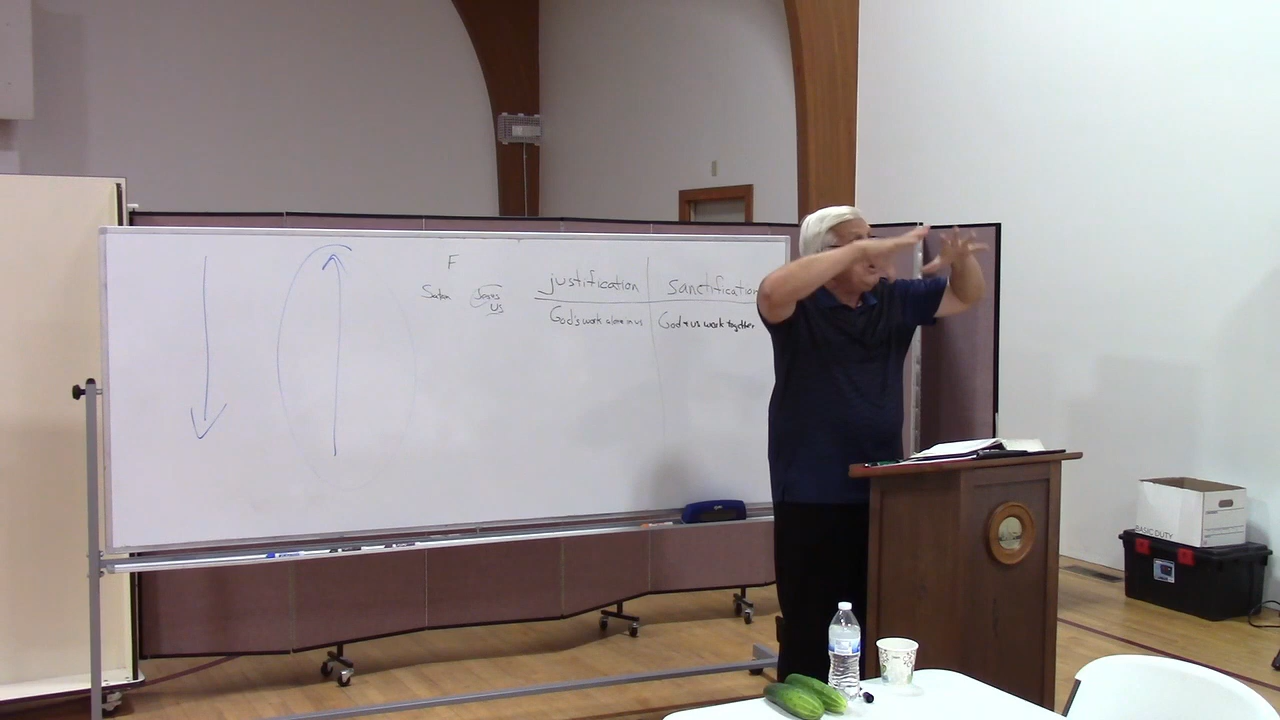 F
Satan Jesus
us
justification sanctification
God's work alone in us God + us work together
BASIC DUTY